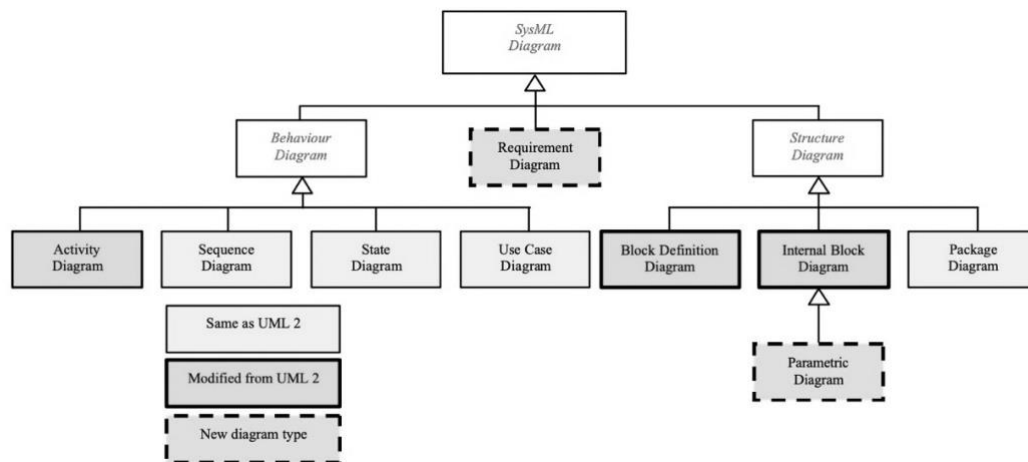 SysML
Diagram
Behaviour
Diagram
Requirement
Diagram
Structure
Diagram
Activity
Diagram
Sequence
Diagram
State
Diagram
Use Case
Diagram
Block Definition
Diagram
Internal Block
Diagram
Package
Diagram
Same as UML 2
Modified from UML 2
New diagram type
Parametric
Diagram